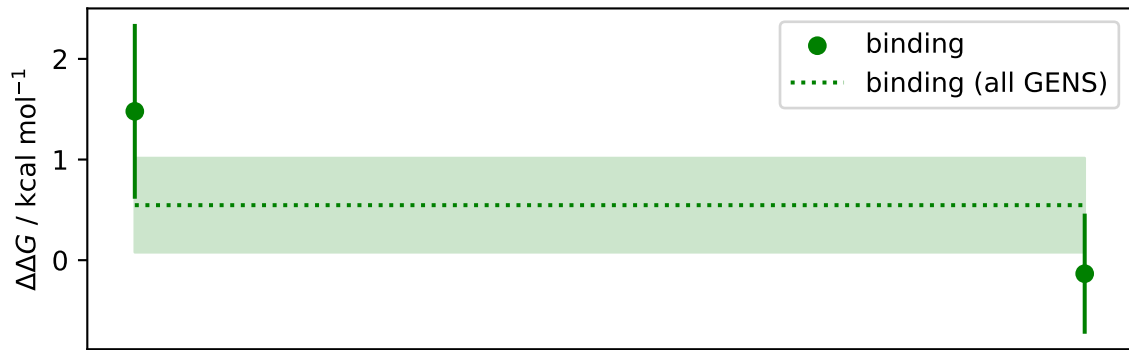 2
1
0
ΔΔG / kcal mol⁻¹
binding
binding (all GENS)